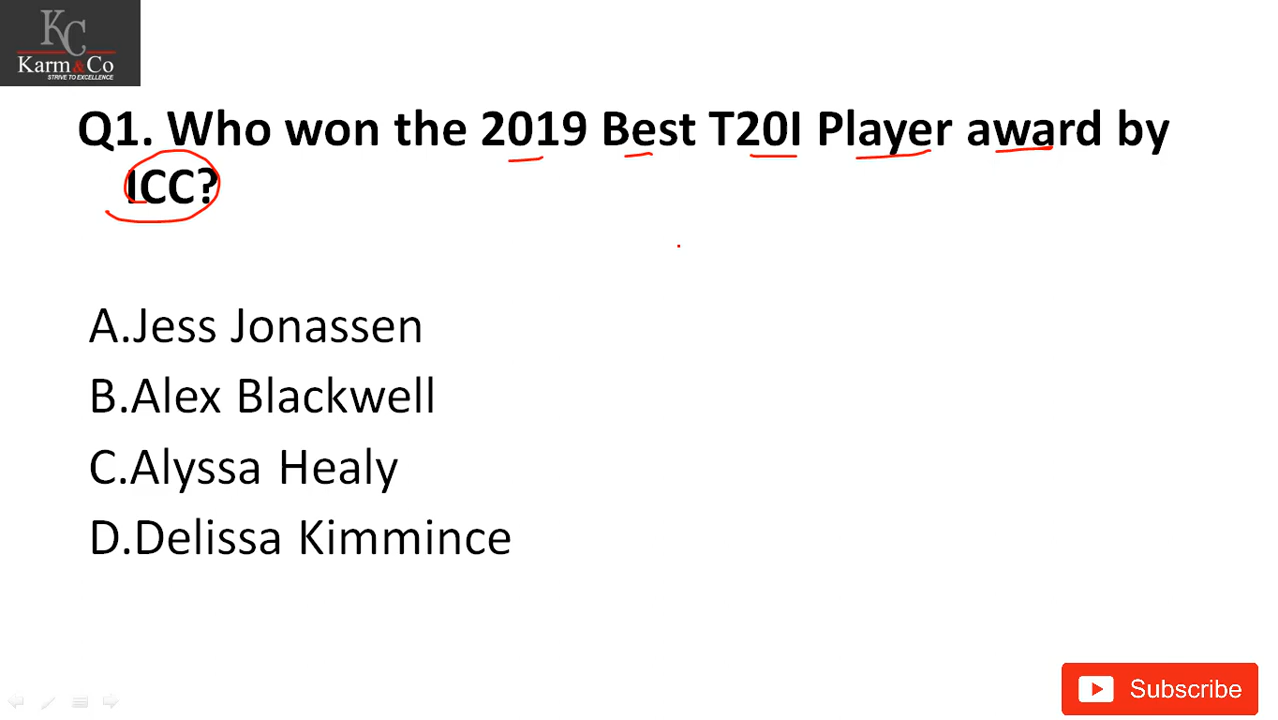 KC
Karm&Co
STRIVE TO EXCELLENCE
Q1. Who won the 2019 Best T20I Player award by
ICC?
A.Jess Jonassen
B.Alex Blackwell
C.Alyssa Healy
D.Delissa Kimmince
Subscribe